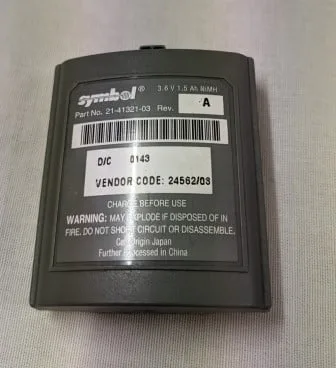 symbol® 3.6 V 1.5 Ah NiMH
Part No. 21-41321-03 Rev. A
D/C 0143
VENDOR CODE: 24562/03
CHARGE BEFORE USE
WARNING: MAY EXPLODE IF DISPOSED OF IN
FIRE. DO NOT SHORT CIRCUIT OR DISASSEMBLE.
Cell Origin Japan
Further Processed in China